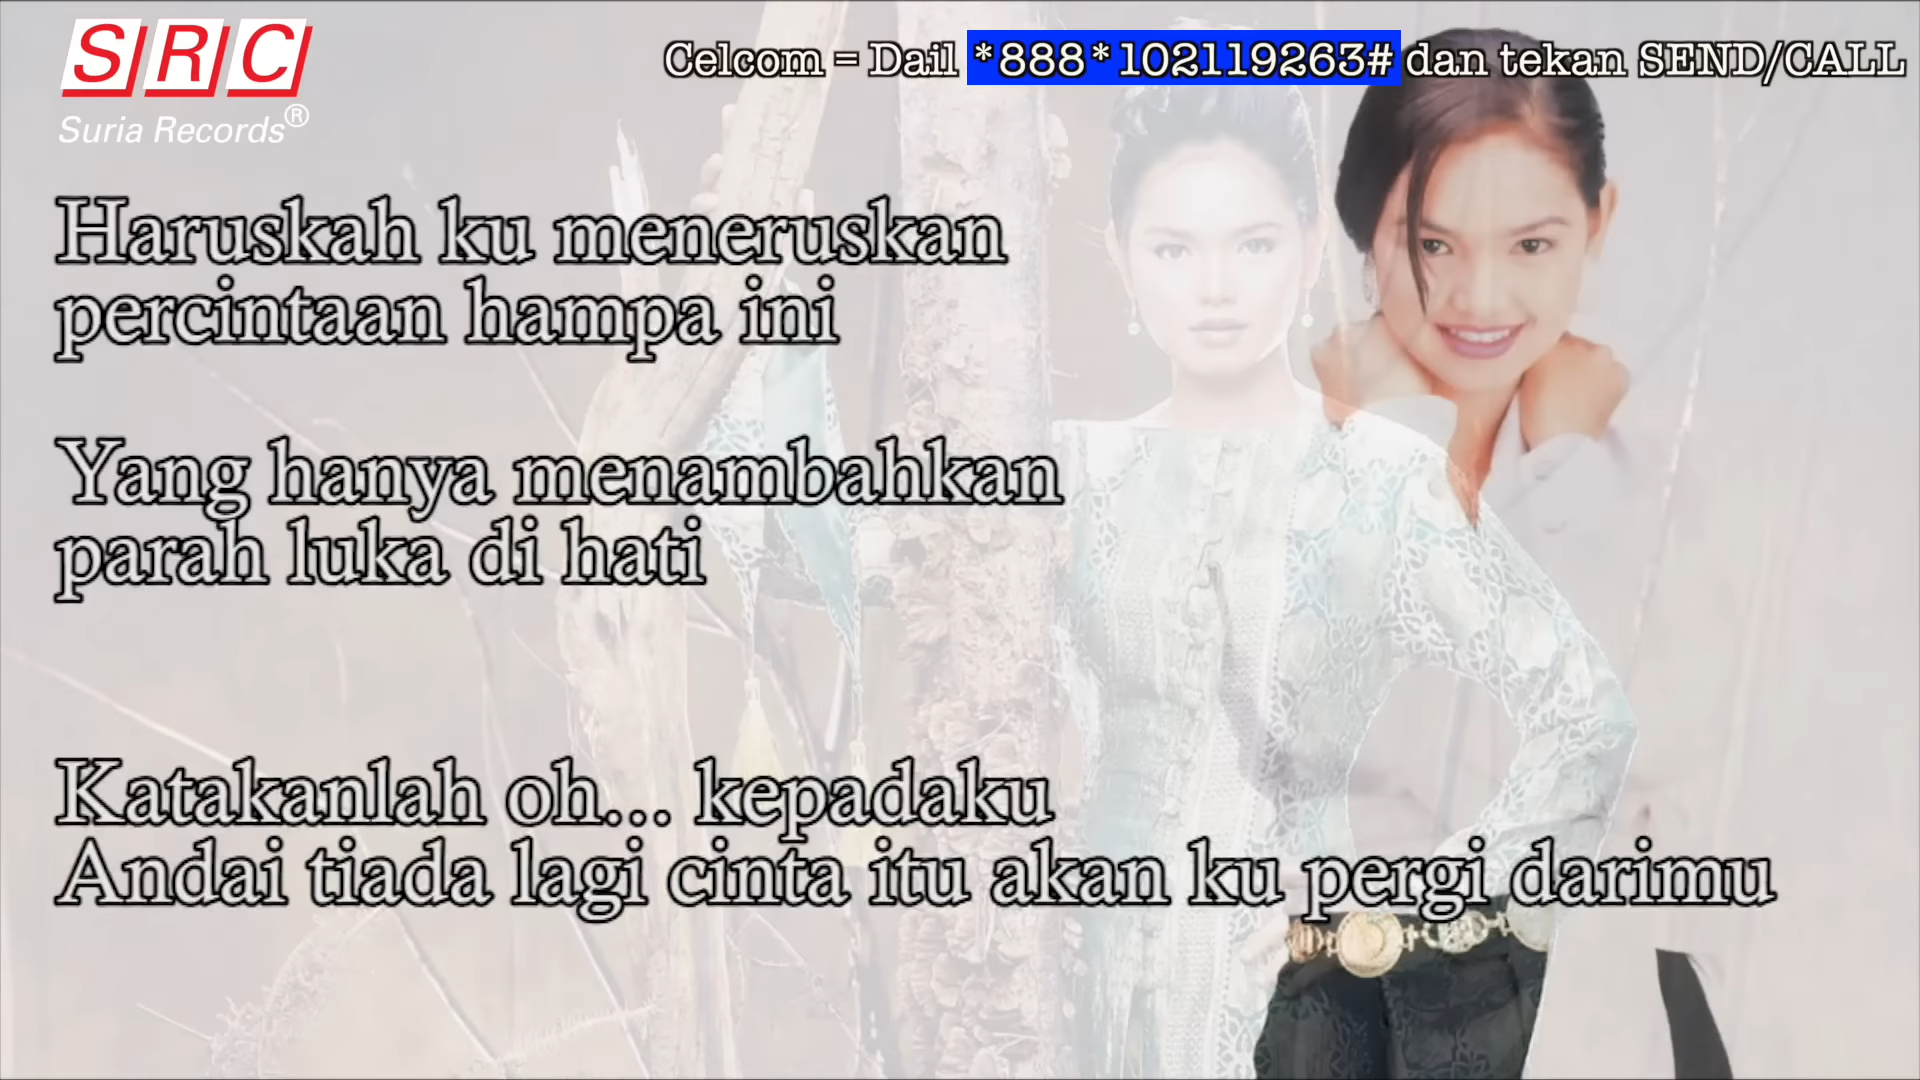 SRC
Suria Records®
Celcom = Dail *888*102119263# dan tekan SEND/CALL
Haruskah ku meneruskan
percintaan hampa ini
Yang hanya menambahkan
parah luka di hati
Katakanlah oh... kepadaku
Andai tiada lagi cinta itu akan ku pergi darimu